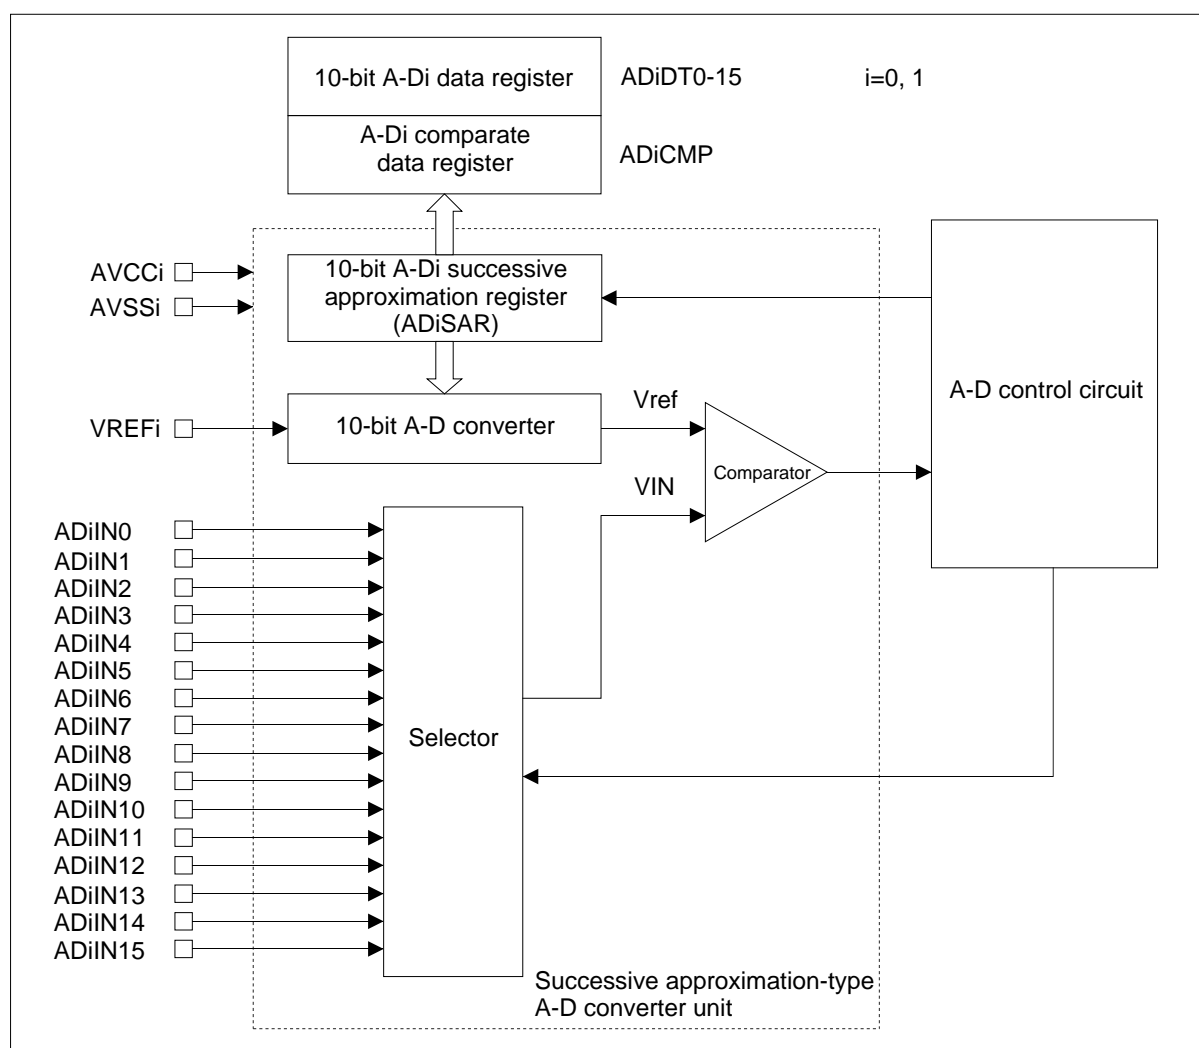 10-bit A-Di data register
ADiDT0-15
i=0, 1
A-Di comparate
data register
ADiCMP
AVCCi
AVSSi
10-bit A-Di successive
approximation register
(ADiSAR)
A-D control circuit
VREFi
10-bit A-D converter
Vref
Comparator
VIN
ADiIN0
ADiIN1
ADiIN2
ADiIN3
ADiIN4
ADiIN5
ADiIN6
ADiIN7
ADiIN8
ADiIN9
ADiIN10
ADiIN11
ADiIN12
ADiIN13
ADiIN14
ADiIN15
Selector
Successive approximation-type
A-D converter unit